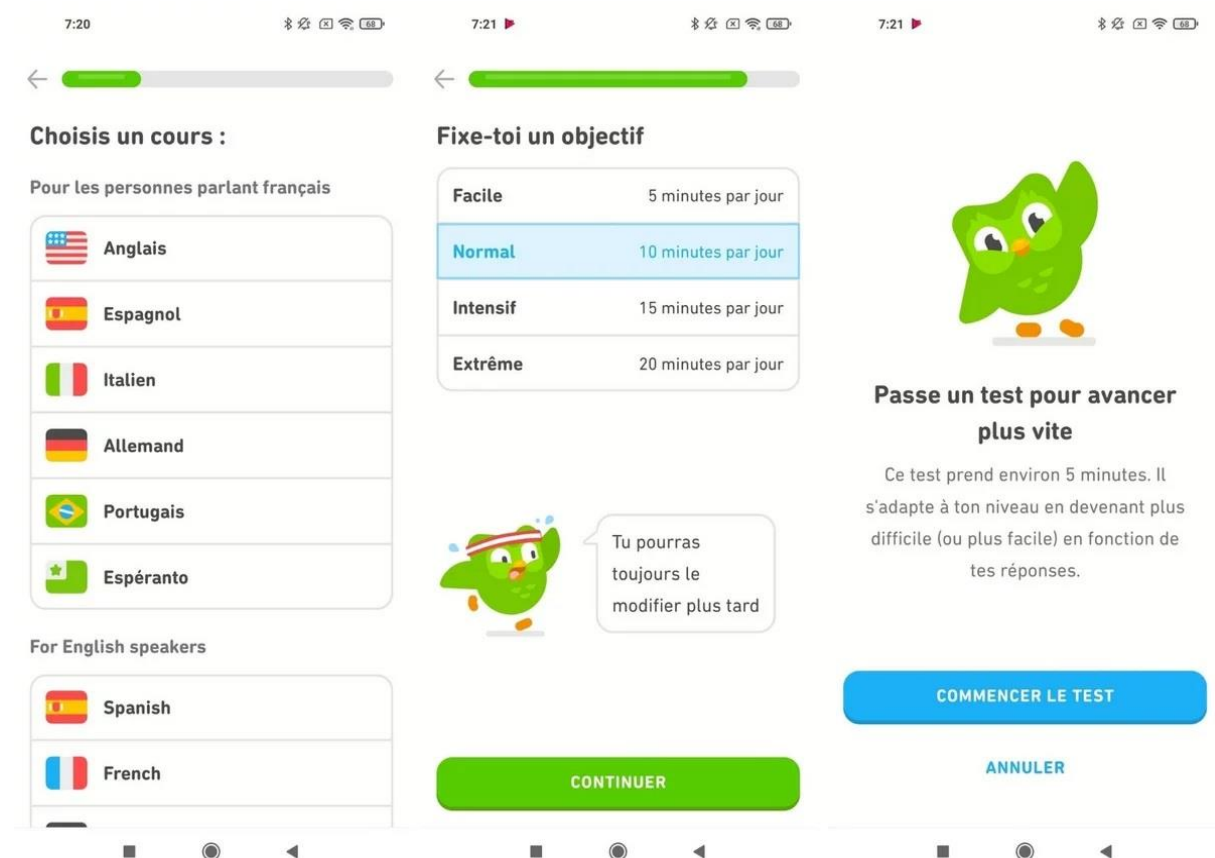 7:20
68
Choisis un cours :
Pour les personnes parlant français
Anglais
Espagnol
Italien
Allemand
Portugais
Espéranto
For English speakers
Spanish
French
7:21
68
Fixe-toi un objectif
Facile 5 minutes par jour
Normal 10 minutes par jour
Intensif 15 minutes par jour
Extrême 20 minutes par jour
Tu pourras
toujours le
modifier plus tard
CONTINUER
7:21
68
Passe un test pour avancer
plus vite
Ce test prend environ 5 minutes. Il
s'adapte à ton niveau en devenant plus
difficile (ou plus facile) en fonction de
tes réponses.
COMMENCER LE TEST
ANNULER